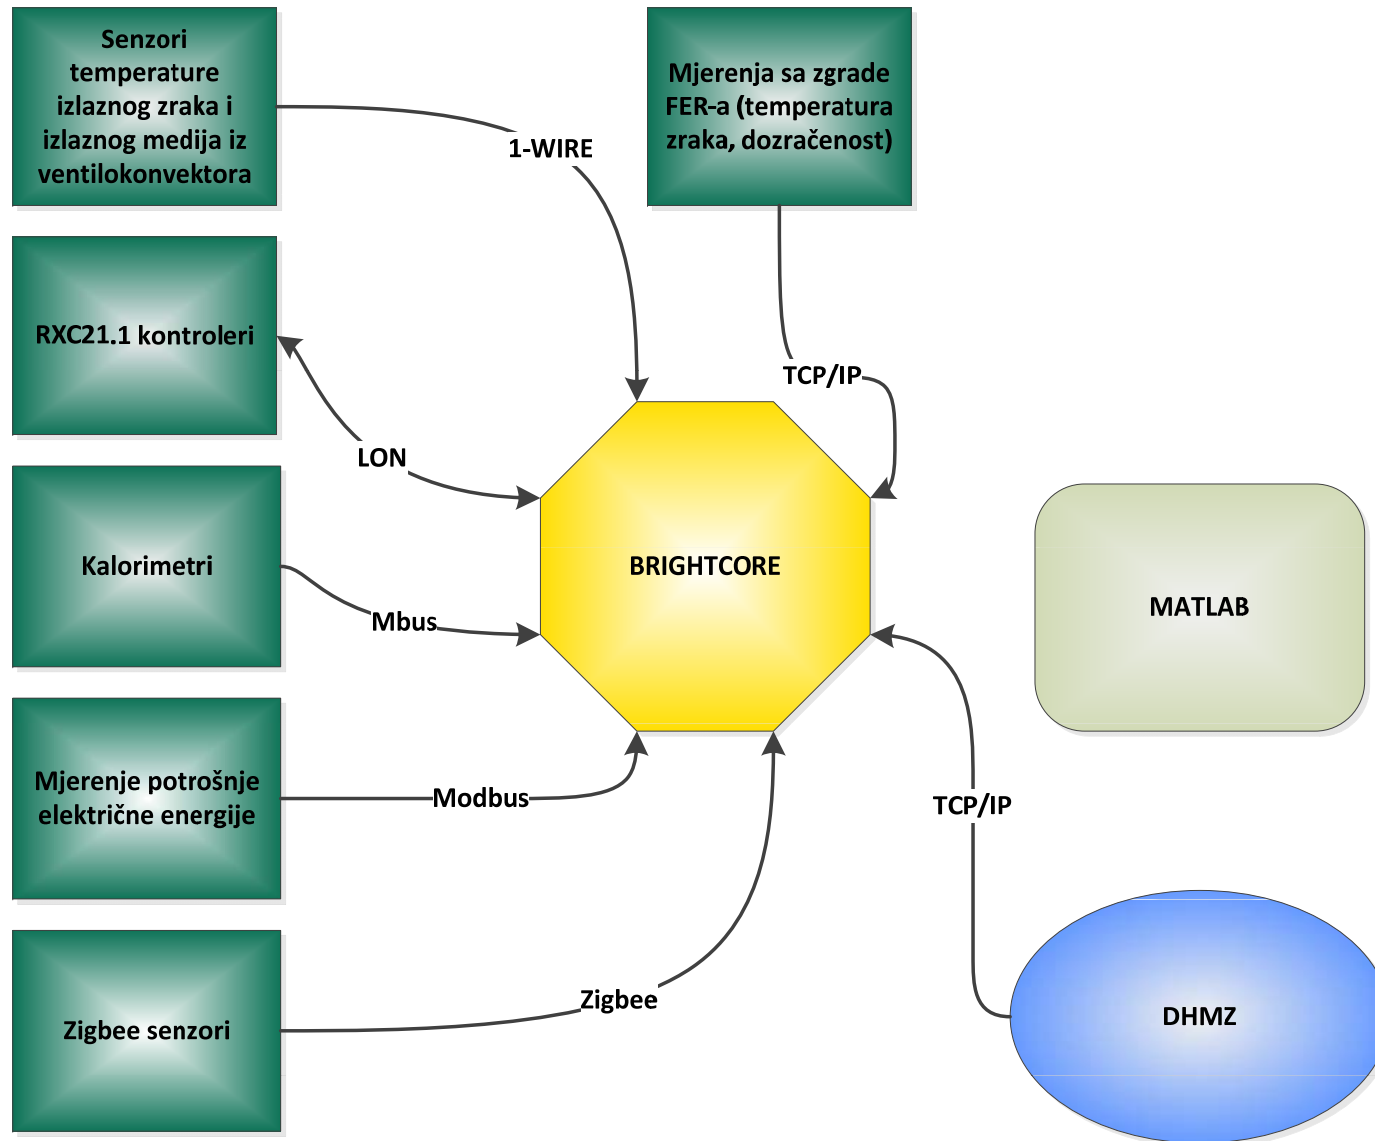 Senzori
temperature
izlaznog zraka i
izlaznog medija iz
ventilokonvektora
Mjerenja sa zgrade
FER-a (temperatura
zraka, dozračenost)
1-WIRE
RXC21.1 kontroleri
TCP/IP
LON
Kalorimetri
BRIGHTCORE
MATLAB
Mbus
Mjerenje potrošnje
električne energije
Modbus
TCP/IP
Zigbee
Zigbee senzori
DHMZ